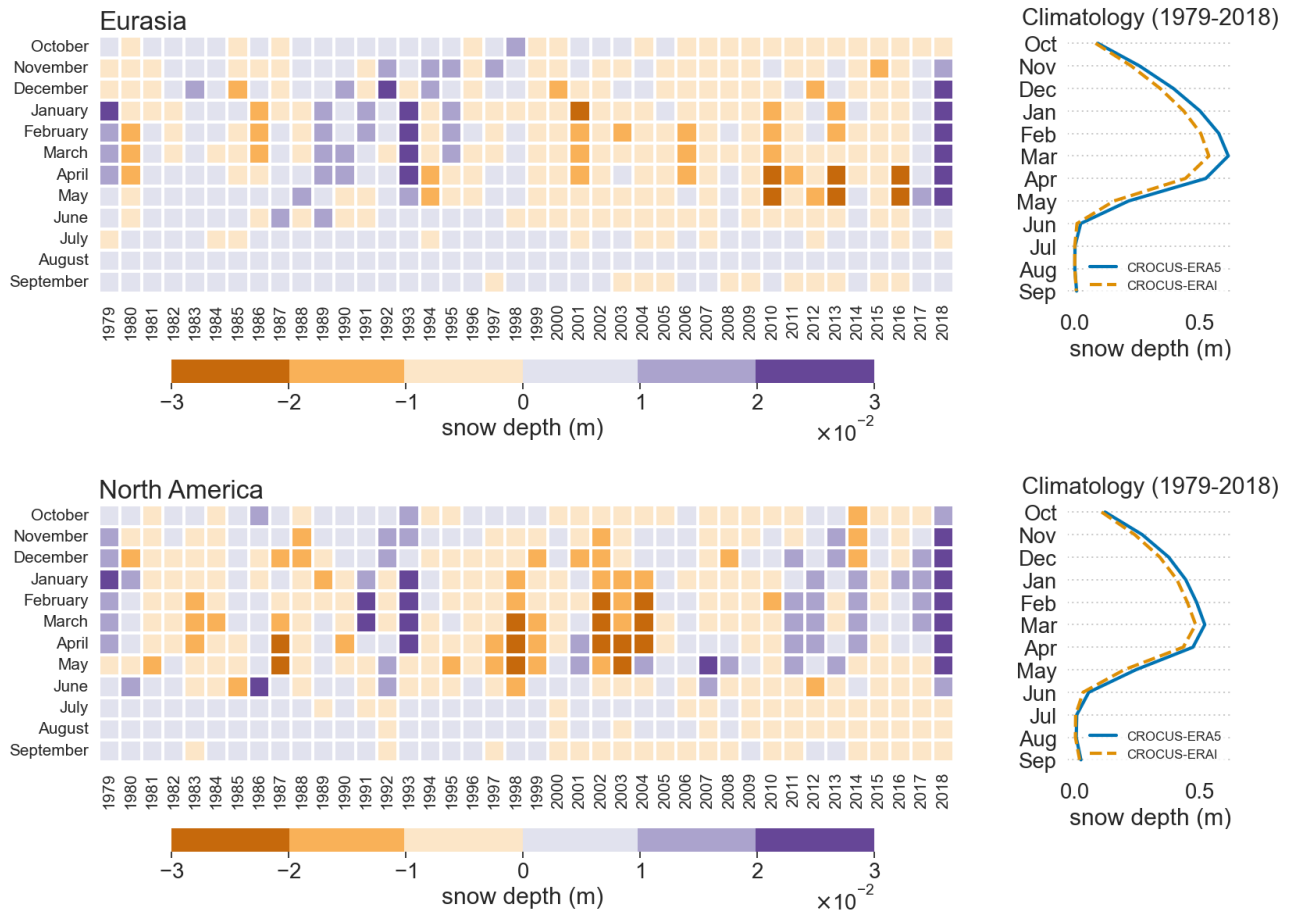 Eurasia
October
November
December
January
February
March
April
May
June
July
August
September
1979 1980 1981 1982 1983 1984 1985 1986 1987 1988 1989 1990 1991 1992 1993 1994 1995 1996 1997 1998 1999 2000 2001 2002 2003 2004 2005 2006 2007 2008 2009 2010 2011 2012 2013 2014 2015 2016 2017 2018
−3 −2 −1 0 1 2 3
snow depth (m)
×10⁻²
Climatology (1979-2018)
Oct
Nov
Dec
Jan
Feb
Mar
Apr
May
Jun
Jul
Aug
Sep
CROCUS-ERA5
CROCUS-ERAI
0.0 0.5
snow depth (m)
North America
October
November
December
January
February
March
April
May
June
July
August
September
1979 1980 1981 1982 1983 1984 1985 1986 1987 1988 1989 1990 1991 1992 1993 1994 1995 1996 1997 1998 1999 2000 2001 2002 2003 2004 2005 2006 2007 2008 2009 2010 2011 2012 2013 2014 2015 2016 2017 2018
−3 −2 −1 0 1 2 3
snow depth (m)
×10⁻²
Climatology (1979-2018)
Oct
Nov
Dec
Jan
Feb
Mar
Apr
May
Jun
Jul
Aug
Sep
CROCUS-ERA5
CROCUS-ERAI
0.0 0.5
snow depth (m)